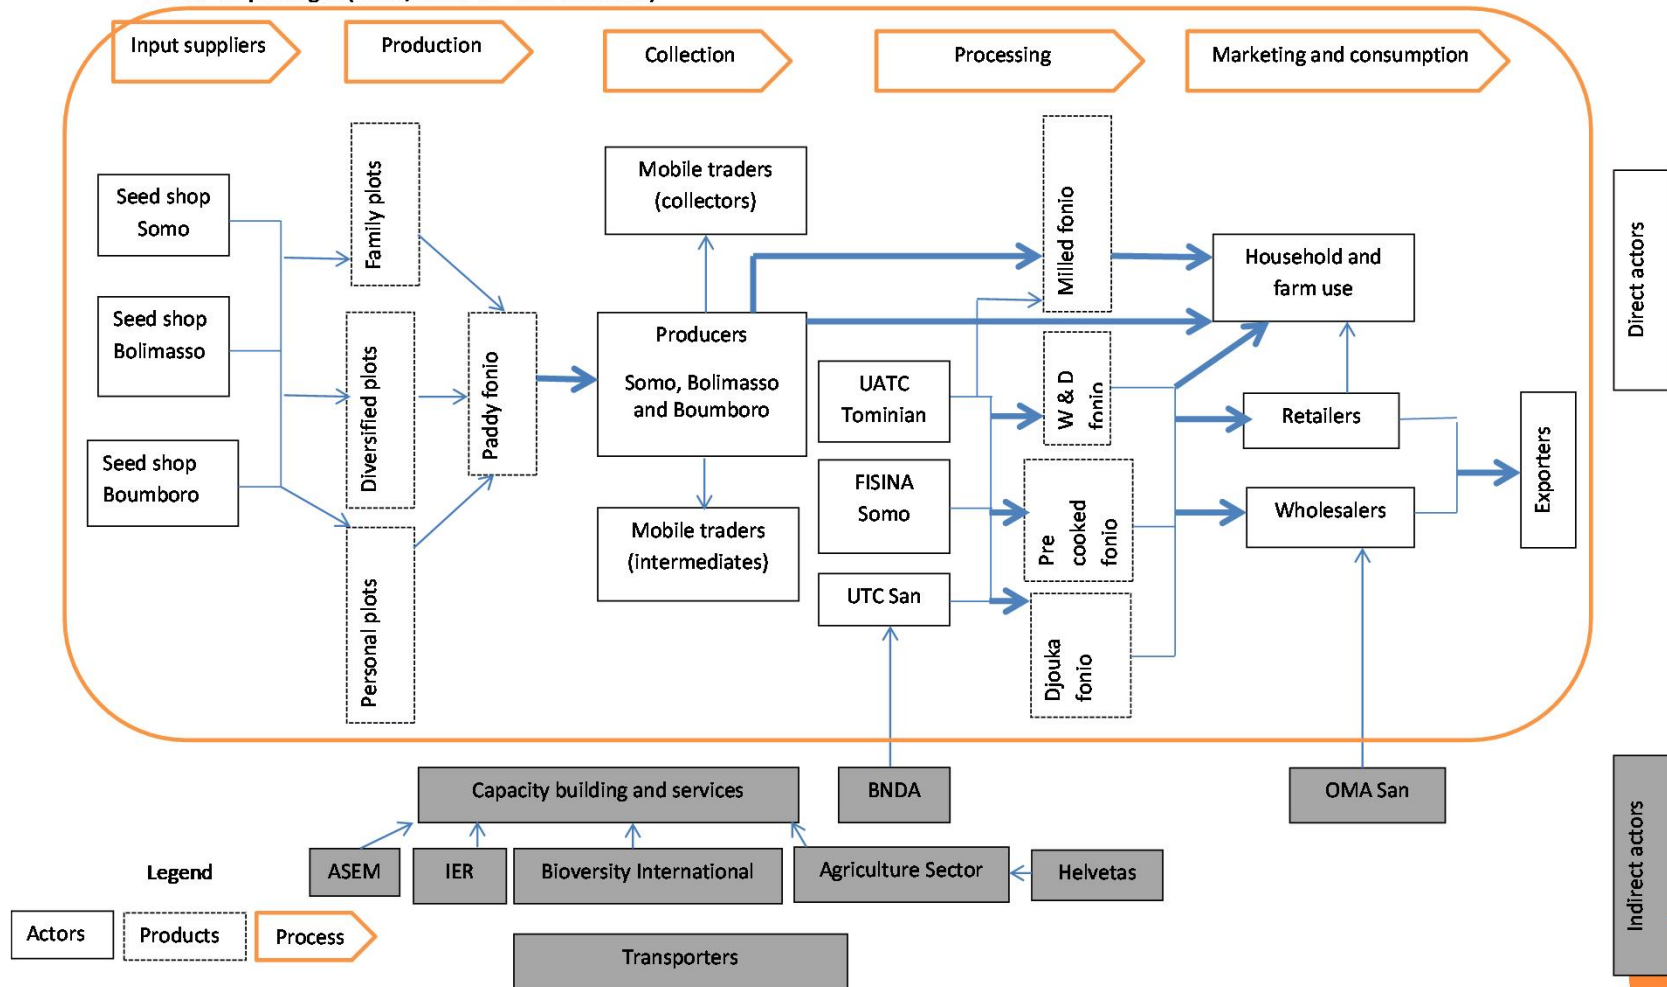 Input suppliers
Production
Collection
Processing
Marketing and consumption
Seed shop
Somo
Seed shop
Bolimasso
Seed shop
Boumboro
Family plots
Diversified plots
Personal plots
Paddy fonio
Mobile traders
(collectors)
Producers
Somo, Bolimasso
and Boumboro
Mobile traders
(intermediates)
UATC
Tominian
FISINA
Somo
UTC San
Milled fonio
W & D
fonio
Pre
cooked
fonio
Djouka
fonio
Household and
farm use
Retailers
Wholesalers
Exporters
Direct actors
Indirect actors
Capacity building and services
BNDA
OMA San
ASEM
IER
Bioversity International
Agriculture Sector
Helvetas
Transporters
Legend
Actors
Products
Process